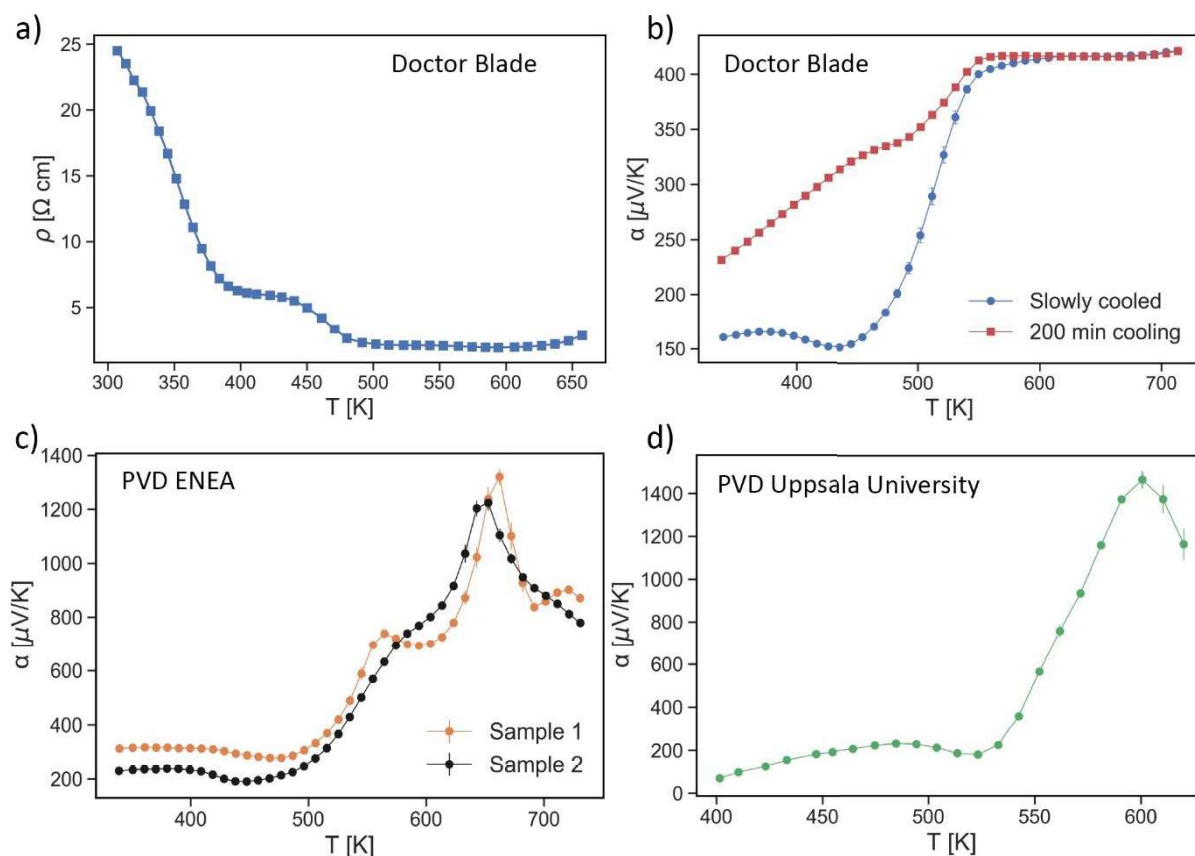 a)
Doctor Blade
ρ [Ω cm]
25
20
15
10
5
300 350 400 450 500 550 600 650
T [K]
b)
Doctor Blade
α [µV/K]
400
350
300
250
200
150
Slowly cooled
200 min cooling
400 500 600 700
T [K]
c)
PVD ENEA
α [µV/K]
1400
1200
1000
800
600
400
200
Sample 1
Sample 2
400 500 600 700
T [K]
d)
PVD Uppsala University
α [µV/K]
1400
1200
1000
800
600
400
200
0
400 450 500 550 600
T [K]